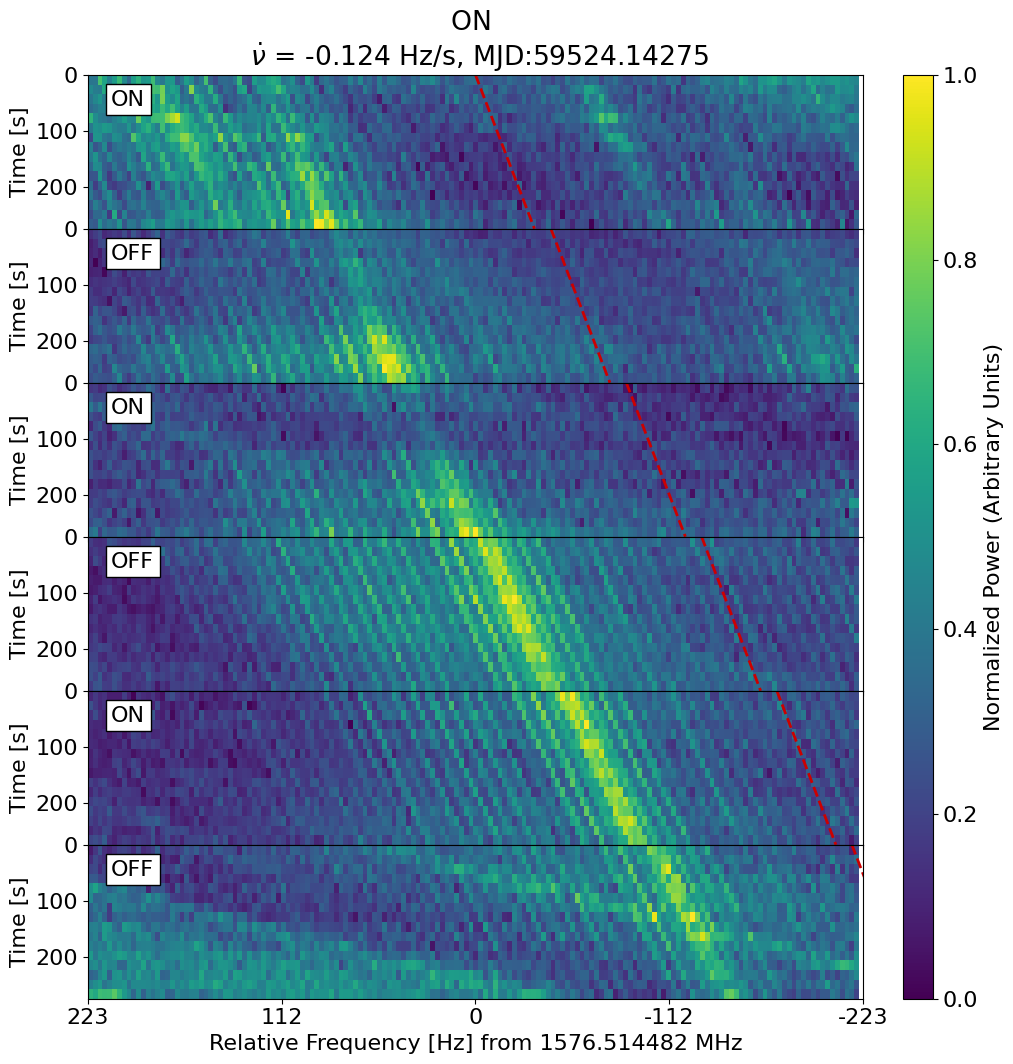 ON
ν̇ = -0.124 Hz/s, MJD:59524.14275
0
100
200
Time [s]
ON
0
100
200
Time [s]
OFF
0
100
200
Time [s]
ON
0
100
200
Time [s]
OFF
0
100
200
Time [s]
ON
0
100
200
Time [s]
OFF
223 112 0 -112 -223
Relative Frequency [Hz] from 1576.514482 MHz
1.0
0.8
0.6
0.4
0.2
0.0
Normalized Power (Arbitrary Units)